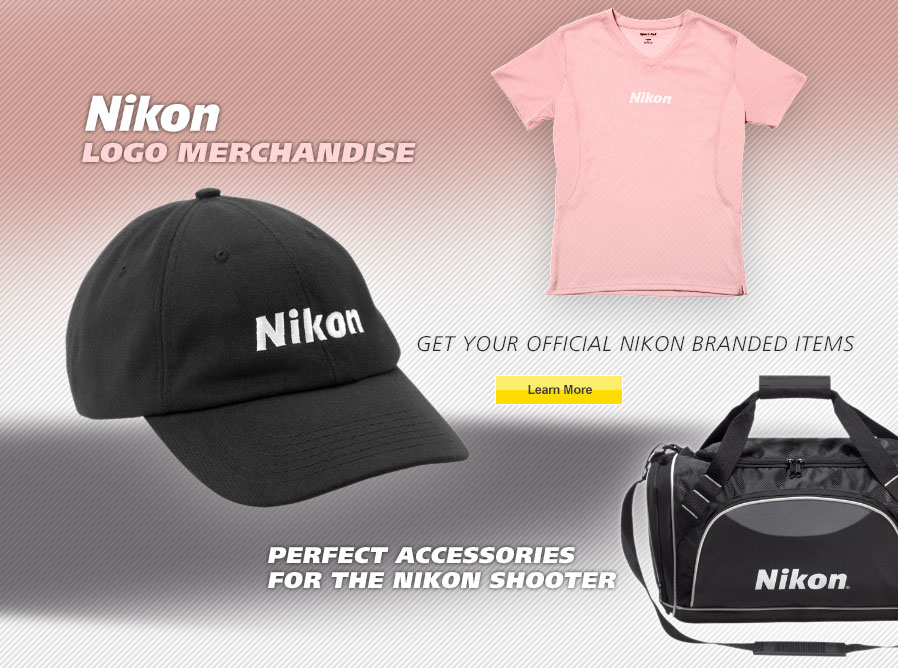 Nikon
LOGO MERCHANDISE
Nikon
Nikon
GET YOUR OFFICIAL NIKON BRANDED ITEMS
Learn More
PERFECT ACCESSORIES
FOR THE NIKON SHOOTER
Nikon